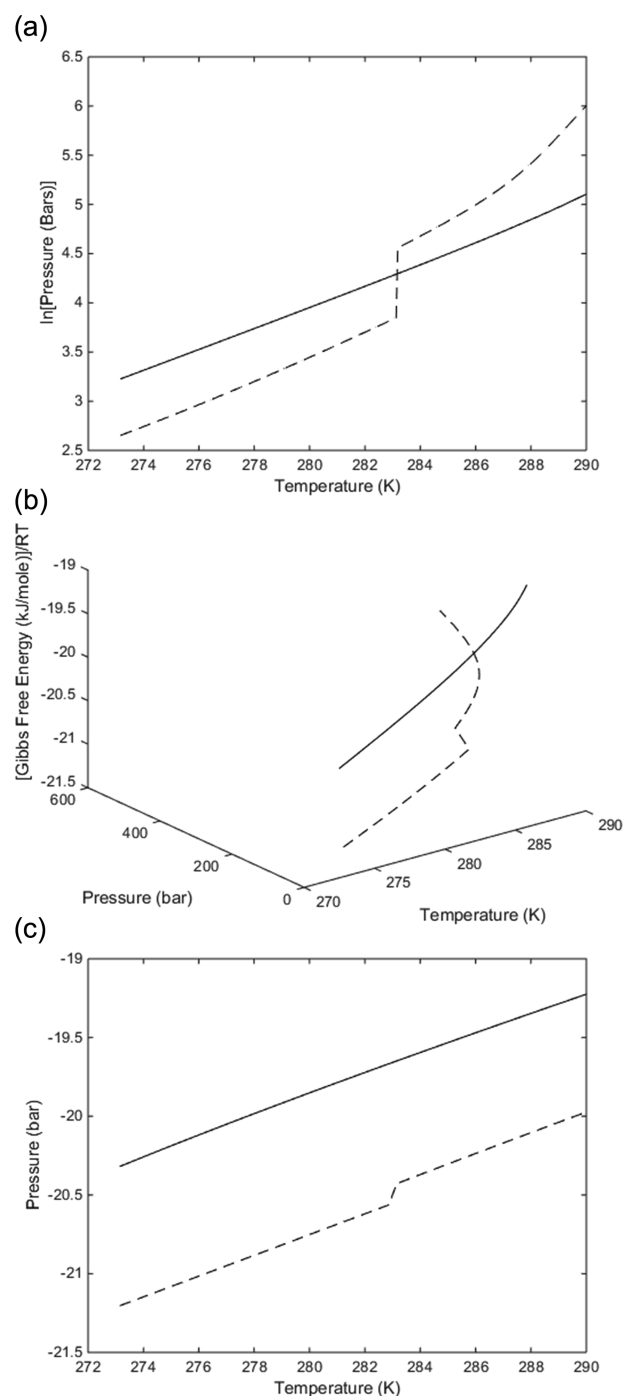 (a)
6.5
6
5.5
5
4.5
4
3.5
3
2.5
ln[Pressure (Bars)]
272 274 276 278 280 282 284 286 288 290
Temperature (K)
(b)
[Gibbs Free Energy (kJ/mole)]/RT
-19
-19.5
-20
-20.5
-21
-21.5
600
400
200
0
Pressure (bar)
270
275
280
285
290
Temperature (K)
(c)
-19
-19.5
-20
-20.5
-21
-21.5
Pressure (bar)
272 274 276 278 280 282 284 286 288 290
Temperature (K)